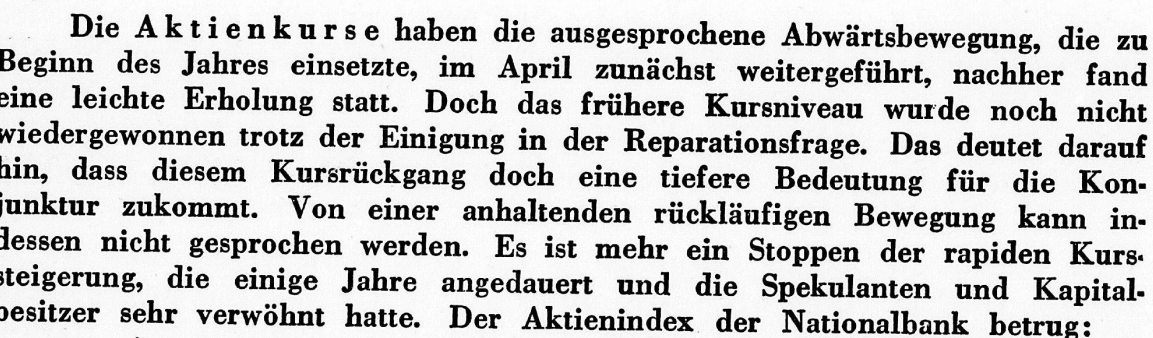 Die Aktienkurse haben die ausgesprochene Abwärtsbewegung, die zu
Beginn des Jahres einsetzte, im April zunächst weitergeführt, nachher fand
eine leichte Erholung statt. Doch das frühere Kursniveau wurde noch nicht
wiedergewonnen trotz der Einigung in der Reparationsfrage. Das deutet darauf
hin, dass diesem Kursrückgang doch eine tiefere Bedeutung für die Kon-
junktur zukommt. Von einer anhaltenden rückläufigen Bewegung kann in-
dessen nicht gesprochen werden. Es ist mehr ein Stoppen der rapiden Kurs-
steigerung, die einige Jahre angedauert und die Spekulanten und Kapital-
besitzer sehr verwöhnt hatte. Der Aktienindex der Nationalbank betrug: